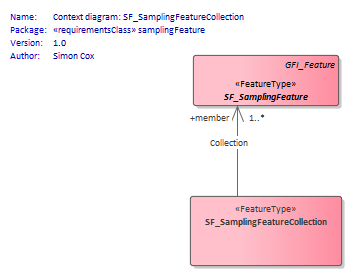 Name: Context diagram: SF_SamplingFeatureCollection
Package: «requirementsClass» samplingFeature
Version: 1.0
Author: Simon Cox
GFI_Feature
«FeatureType»
SF_SamplingFeature
+member 1..*
Collection
«FeatureType»
SF_SamplingFeatureCollection